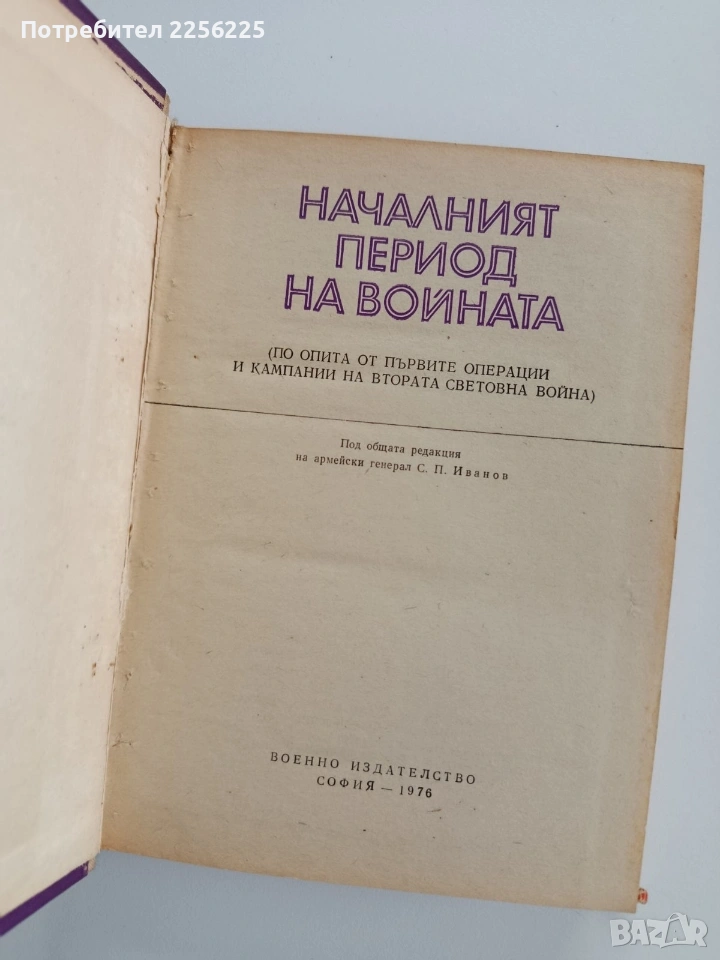 Потребител 2256225
НАЧАЛНИЯТ
ПЕРИОД
НА ВОЙНАТА
(ПО ОПИТА ОТ ПЪРВИТЕ ОПЕРАЦИИ
И КАМПАНИИ НА ВТОРАТА СВЕТОВНА ВОЙНА)
Под общата редакция
на армейски генерал С. П. Иванов
ВОЕННО ИЗДАТЕЛСТВО
СОФИЯ — 1976
BAZAR